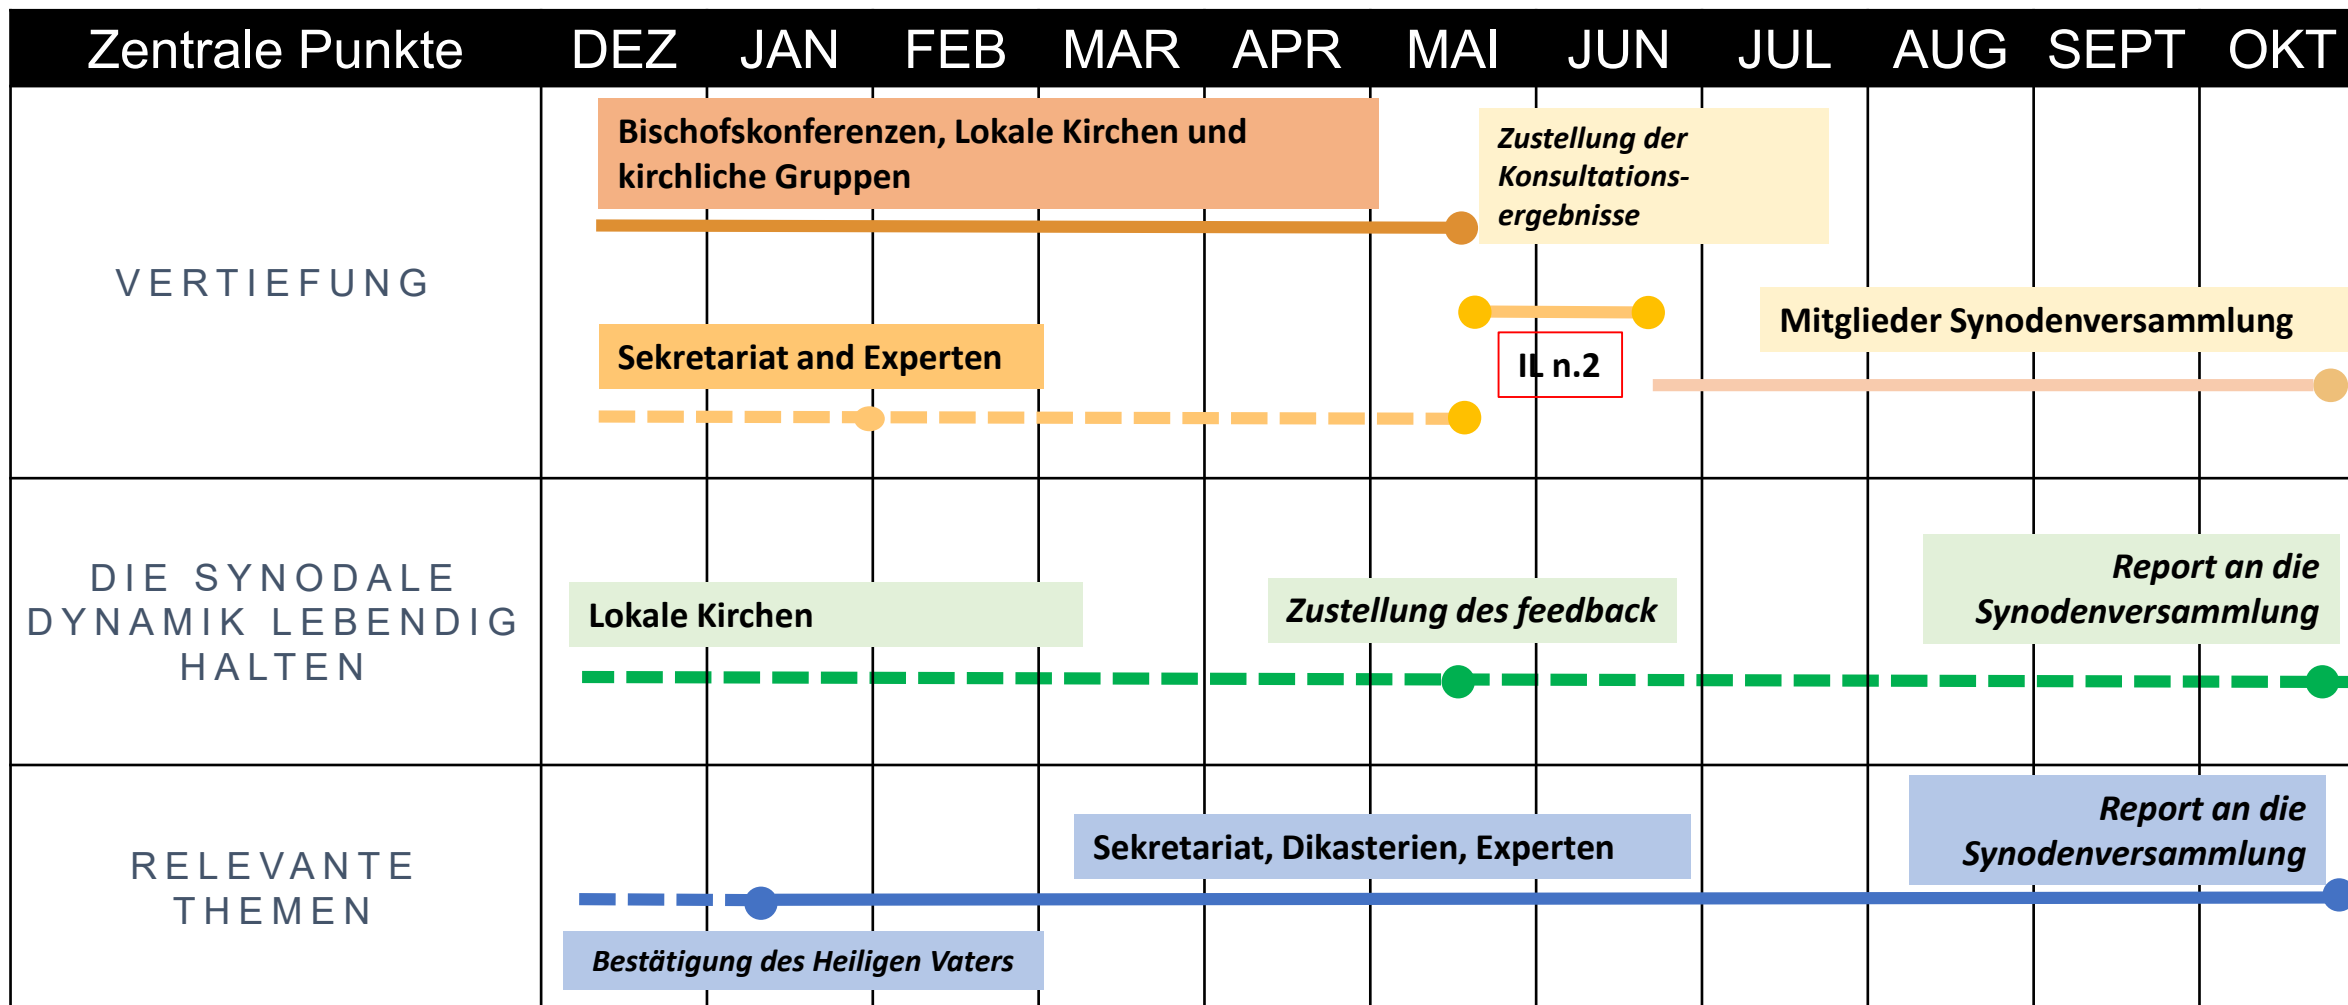 Zentrale Punkte DEZ JAN FEB MAR APR MAI JUN JUL AUG SEPT OKT
VERTIEFUNG
Bischofskonferenzen, Lokale Kirchen und
kirchliche Gruppen
Zustellung der
Konsultations-
ergebnisse
Sekretariat and Experten
IL n.2
Mitglieder Synodenversammlung
DIE SYNODALE
DYNAMIK LEBENDIG
HALTEN
Lokale Kirchen
Zustellung des feedback
Report an die
Synodenversammlung
RELEVANTE
THEMEN
Sekretariat, Dikasterien, Experten
Report an die
Synodenversammlung
Bestätigung des Heiligen Vaters